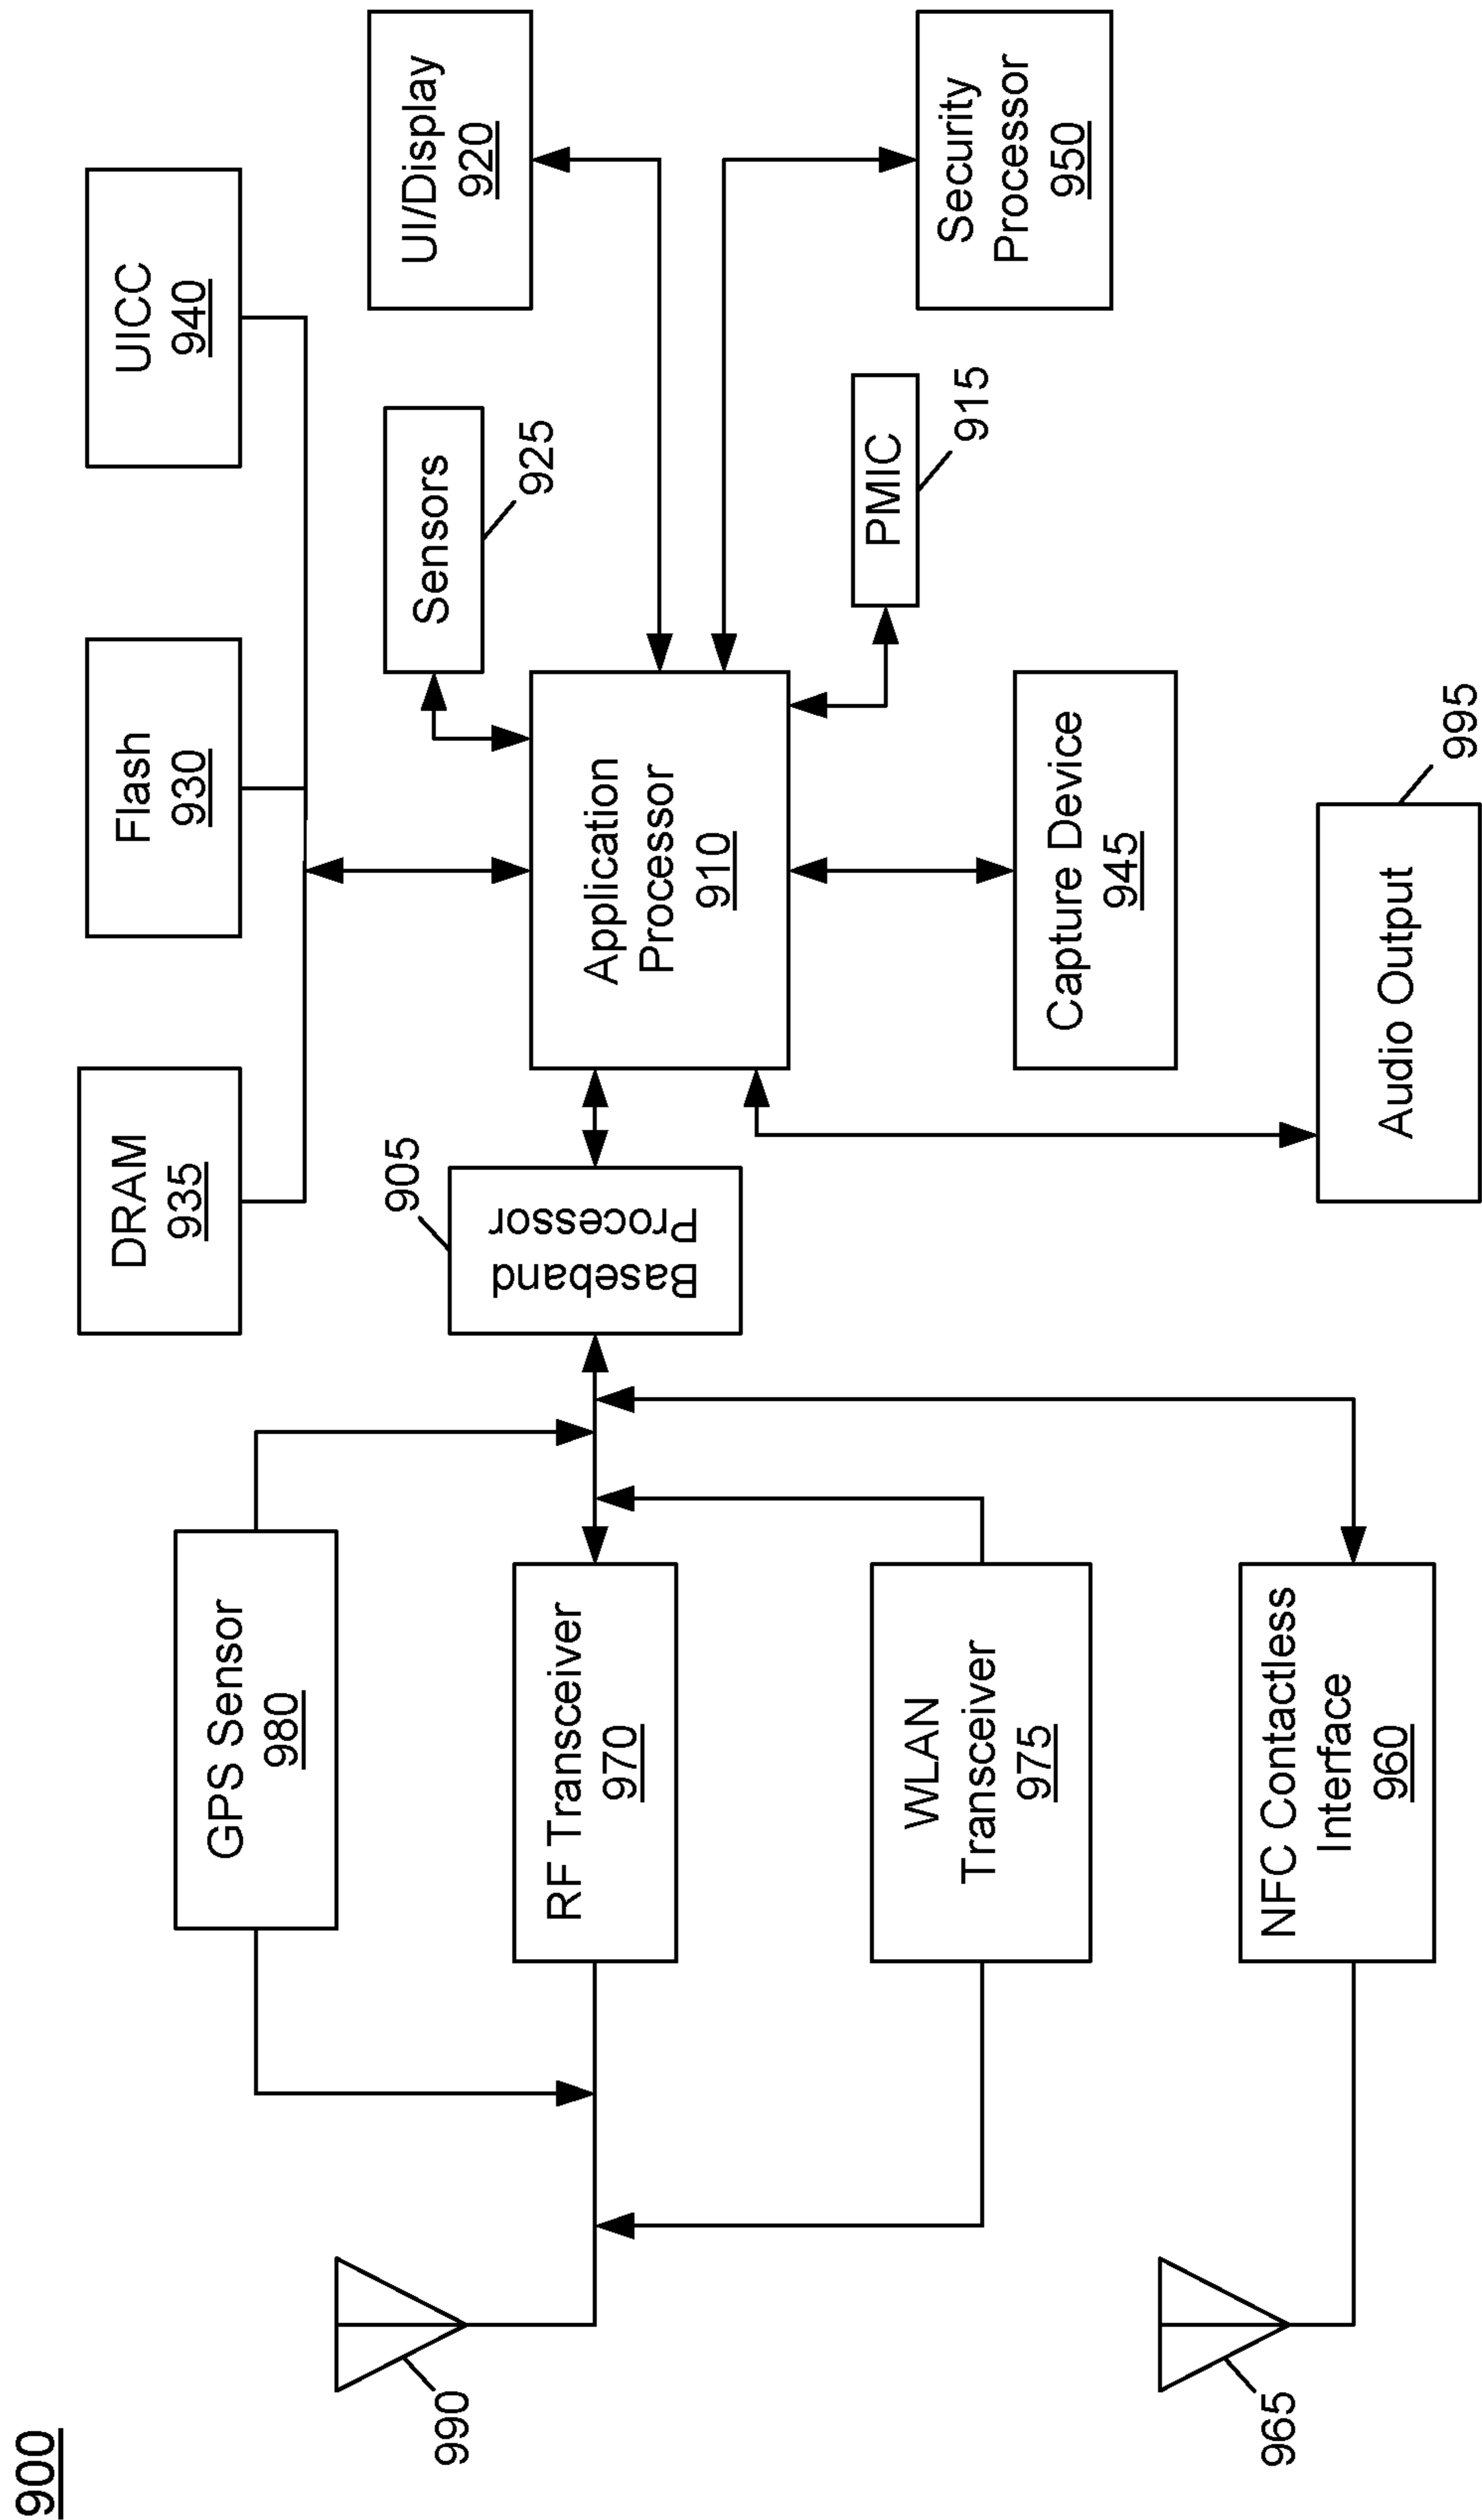 900
DRAM
935
Flash
930
UICC
940
GPS Sensor
980
990
905
Baseband
Processor
Sensors
925
UI/Display
920
RF Transceiver
970
Application
Processor
910
WLAN
Transceiver
975
PMIC
915
Security
Processor
950
Capture Device
945
965
NFC Contactless
Interface
960
Audio Output
995